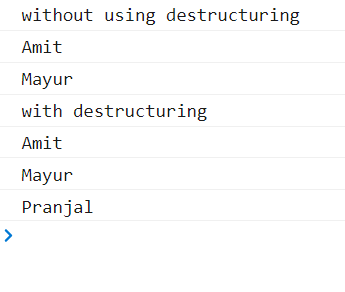 without using destructuring
Amit
Mayur
with destructuring
Amit
Mayur
Pranjal